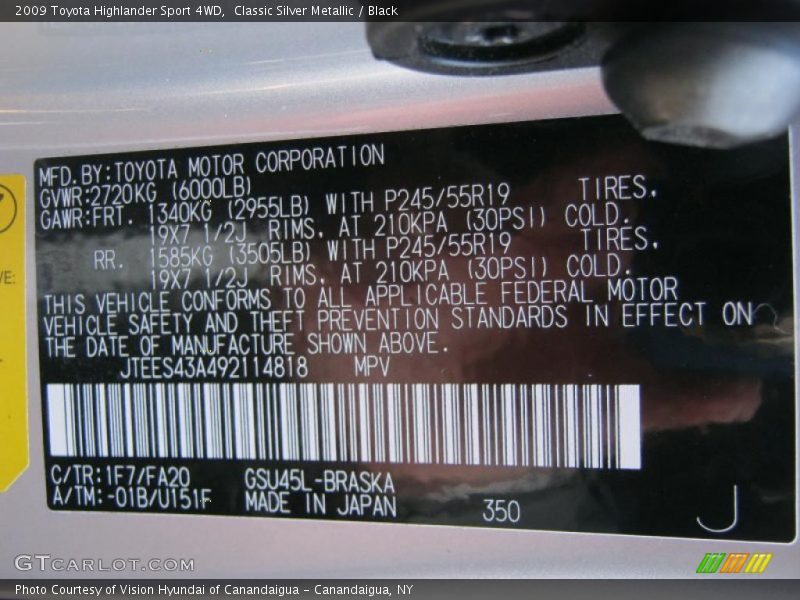 2009 Toyota Highlander Sport 4WD,  Classic Silver Metallic / Black
MFD.BY:TOYOTA MOTOR CORPORATION
GVWR:2720KG (6000LB)
GAWR:FRT. 1340KG (2955LB) WITH P245/55R19 TIRES.
19X7 1/2J RIMS. AT 210KPA (30PSI) COLD.
RR. 1585KG (3505LB) WITH P245/55R19 TIRES.
19X7 1/2J RIMS. AT 210KPA (30PSI) COLD.
THIS VEHICLE CONFORMS TO ALL APPLICABLE FEDERAL MOTOR
VEHICLE SAFETY AND THEFT PREVENTION STANDARDS IN EFFECT ON
THE DATE OF MANUFACTURE SHOWN ABOVE.
JTEES43A492114818 MPV
C/TR:1F7/FA20 GSU45L-BRASKA
A/TM:-01B/U151F MADE IN JAPAN 350 J
GTCARLOT.COM
Photo Courtesy of Vision Hyundai of Canandaigua - Canandaigua, NY